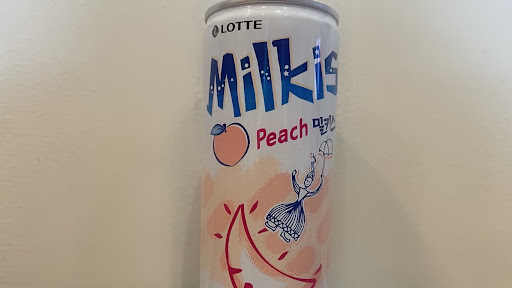 LOTTE
Milkis
Peach 밀키스